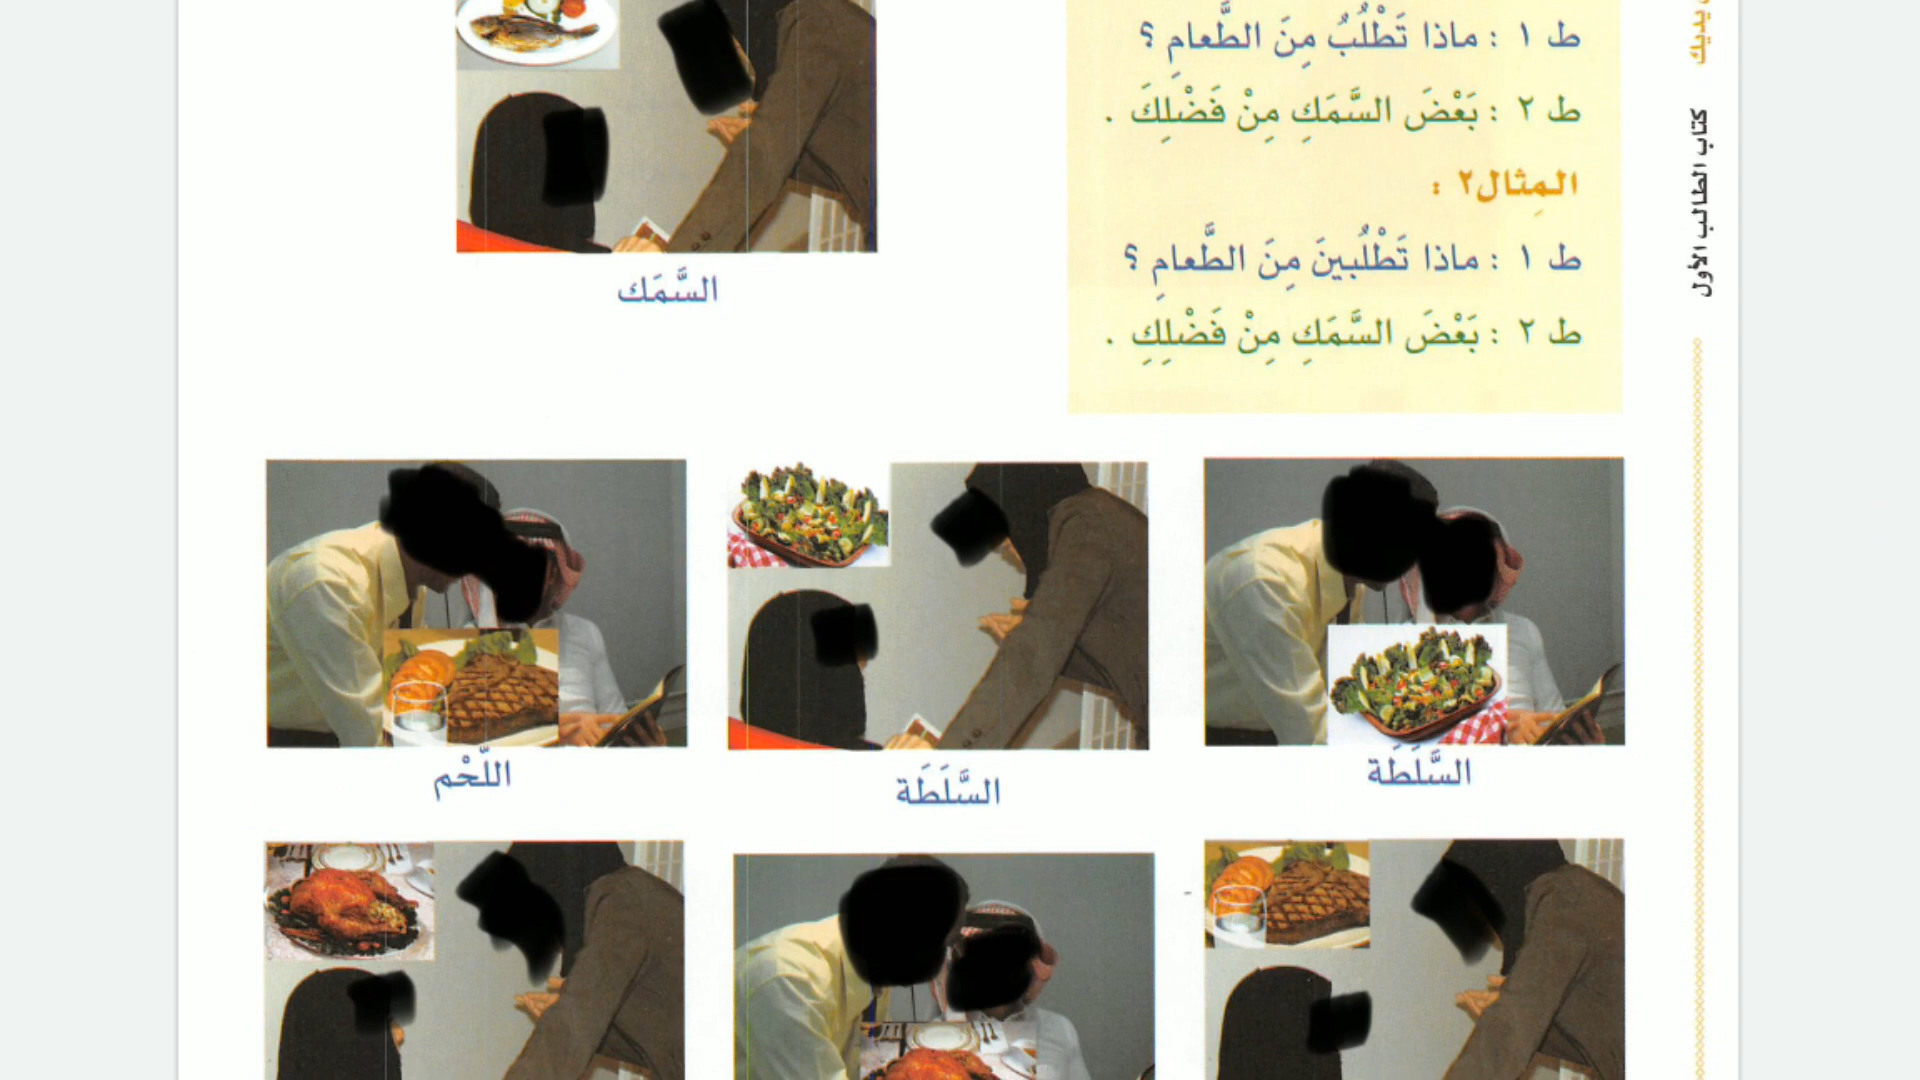 ط ١ : ماذا تَطْلُبُ مِنَ الطَّعامِ ؟
ط ٢ : بَعْضَ السَّمَكِ مِنْ فَضْلِكَ .
المِثال٢ :
ط ١ : ماذا تَطْلُبينَ مِنَ الطَّعامِ ؟
ط ٢ : بَعْضَ السَّمَكِ مِنْ فَضْلِكِ .
السَّمَك
السَّلَطَة
السَّلَطَة
اللَّحْم
يديك
كتاب الطالب الأول